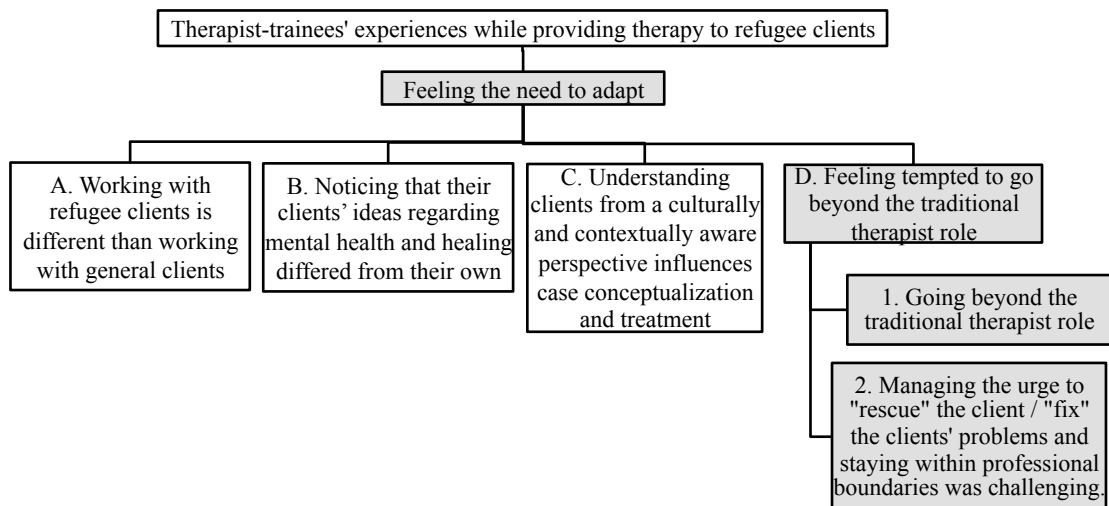 Therapist-trainees' experiences while providing therapy to refugee clients
Feeling the need to adapt
A. Working with
refugee clients is
different than working
with general clients
B. Noticing that their
clients’ ideas regarding
mental health and healing
differed from their own
C. Understanding
clients from a culturally
and contextually aware
perspective influences
case conceptualization
and treatment
D. Feeling tempted to go
beyond the traditional
therapist role
1. Going beyond the
traditional therapist role
2. Managing the urge to
"rescue" the client / "fix"
the clients' problems and
staying within professional
boundaries was challenging.